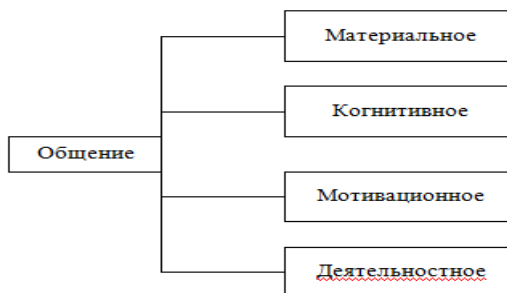 Материальное
Когнитивное
Общение
Мотивационное
Деятельностное